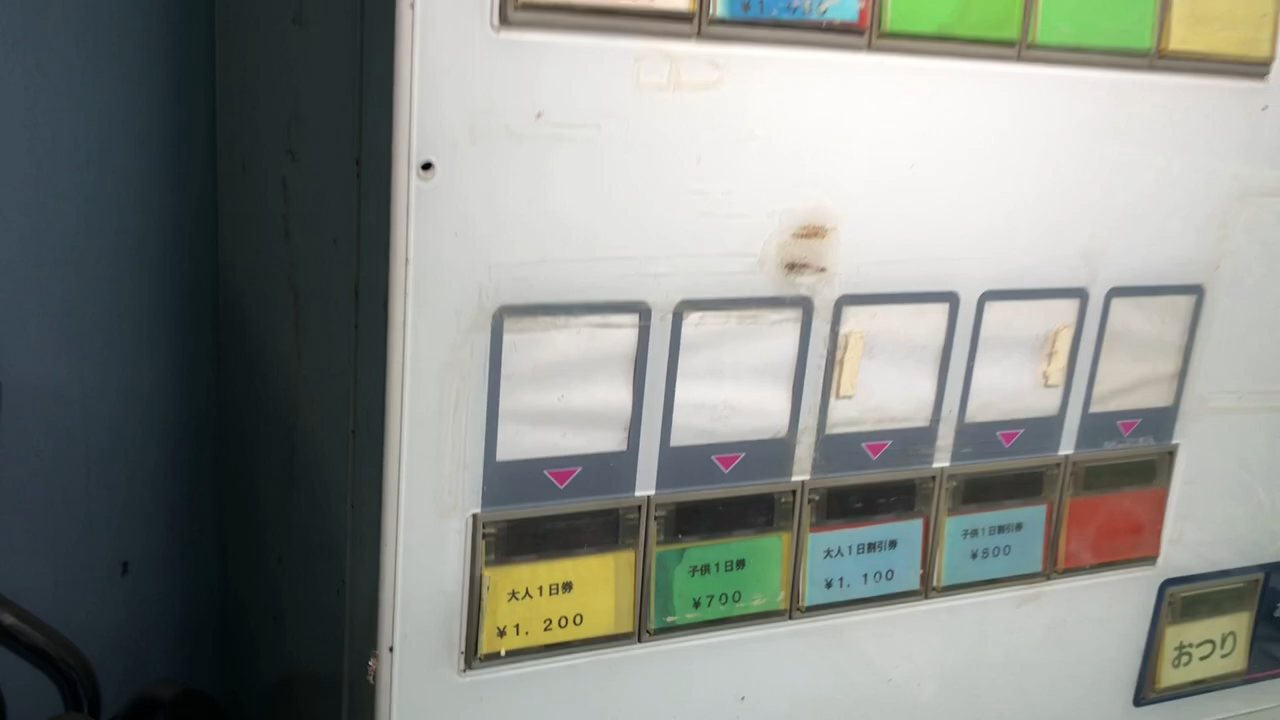 大人1日券
¥1,200
子供1日券
¥700
大人1日割引券
¥1,100
子供1日割引券
おつり